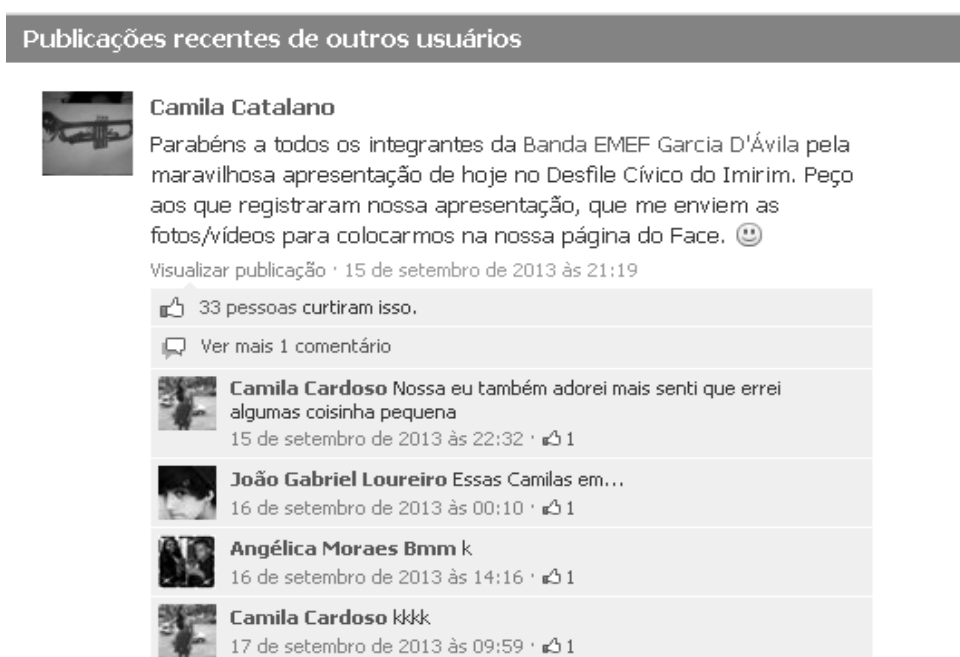 Publicações recentes de outros usuários
Camila Catalano
Parabéns a todos os integrantes da Banda EMEF Garcia D'Ávila pela
maravilhosa apresentação de hoje no Desfile Cívico do Imirim. Peço
aos que registraram nossa apresentação, que me enviem as
fotos/vídeos para colocarmos na nossa página do Face.
Visualizar publicação · 15 de setembro de 2013 às 21:19
33 pessoas curtiram isso.
Ver mais 1 comentário
Camila Cardoso Nossa eu também adorei mais senti que errei
algumas coisinha pequena
15 de setembro de 2013 às 22:32 · 1
João Gabriel Loureiro Essas Camilas em...
16 de setembro de 2013 às 00:10 · 1
Angélica Moraes Bmm k
16 de setembro de 2013 às 14:16 · 1
Camila Cardoso kkkk
17 de setembro de 2013 às 09:59 · 1